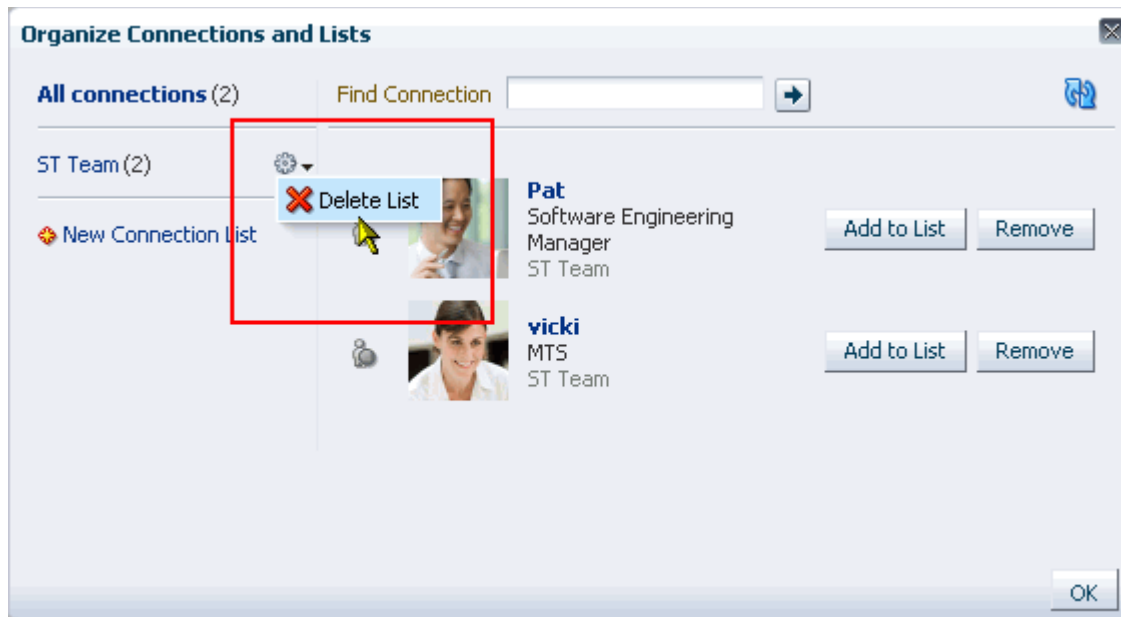 Organize Connections and Lists
All connections (2)
Find Connection
ST Team (2)
Delete List
New Connection List
Pat
Software Engineering
Manager
ST Team
Add to List
Remove
vicki
MTS
ST Team
Add to List
Remove
OK